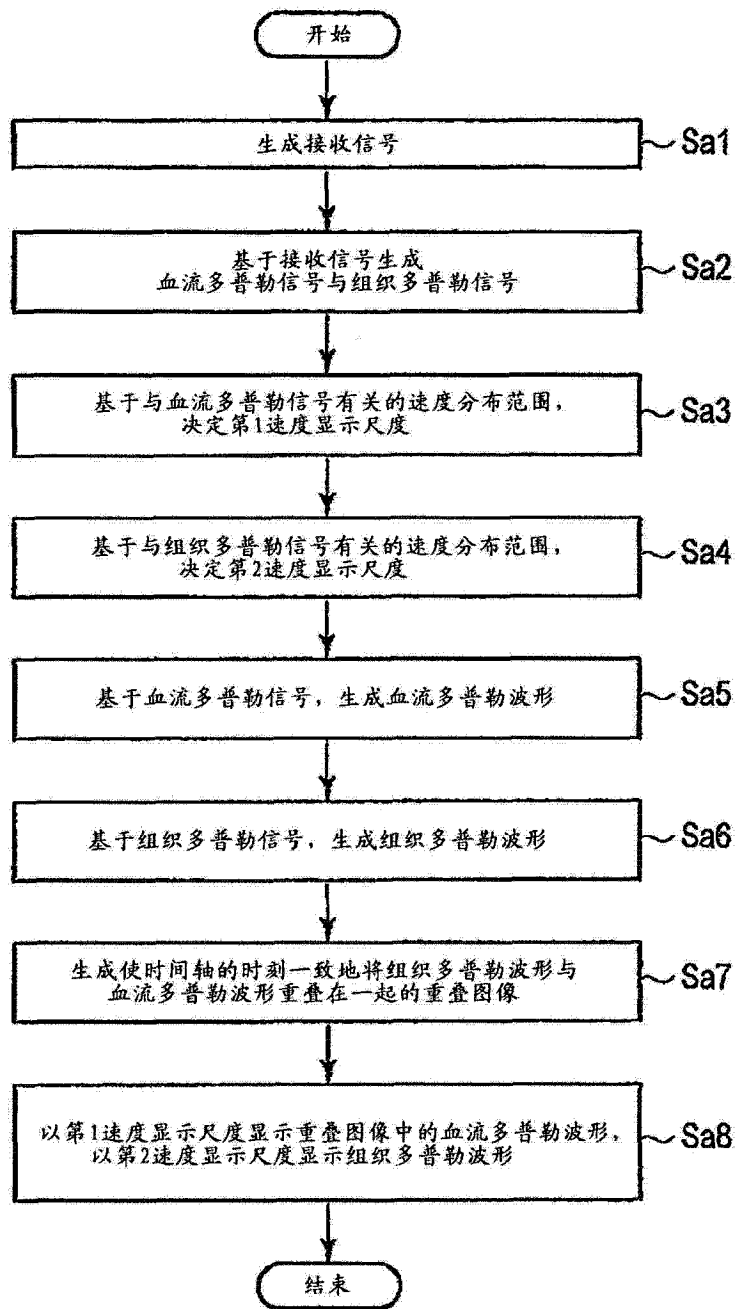 开始
生成接收信号
Sa1
基于接收信号生成
血流多普勒信号与组织多普勒信号
Sa2
基于与血流多普勒信号有关的速度分布范围，
决定第1速度显示尺度
Sa3
基于与组织多普勒信号有关的速度分布范围，
决定第2速度显示尺度
Sa4
基于血流多普勒信号，生成血流多普勒波形
Sa5
基于组织多普勒信号，生成组织多普勒波形
Sa6
生成使时间轴的时刻一致地将组织多普勒波形与
血流多普勒波形重叠在一起的重叠图像
Sa7
以第1速度显示尺度显示重叠图像中的血流多普勒波形，
以第2速度显示尺度显示组织多普勒波形
Sa8
结束